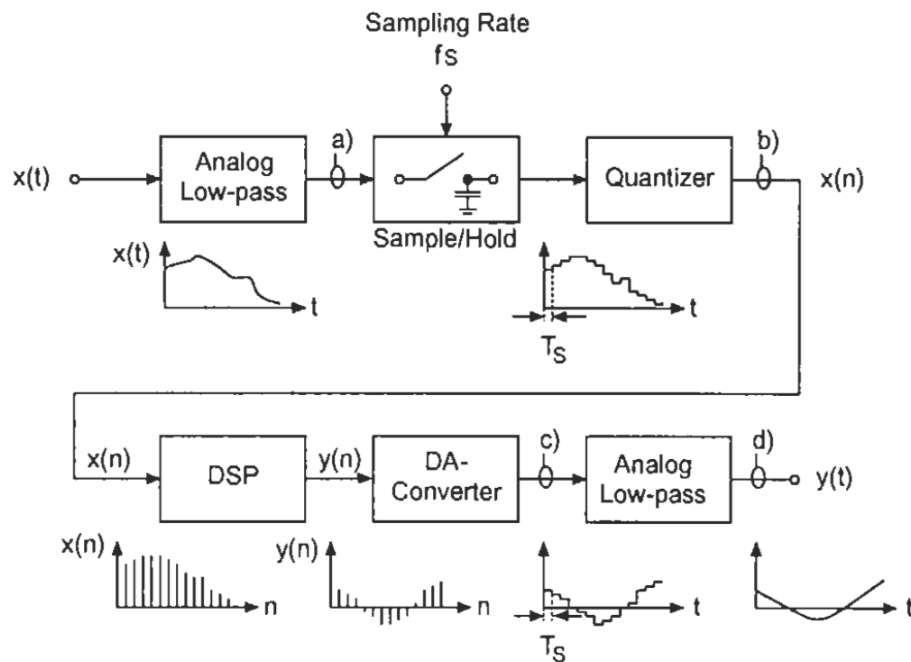 Sampling Rate
fS
x(t)
Analog
Low-pass
a)
Sample/Hold
Quantizer
b)
x(n)
x(t)
t
t
TS
x(n)
DSP
y(n)
DA-
Converter
c)
Analog
Low-pass
d)
y(t)
x(n)
n
y(n)
n
t
TS
t